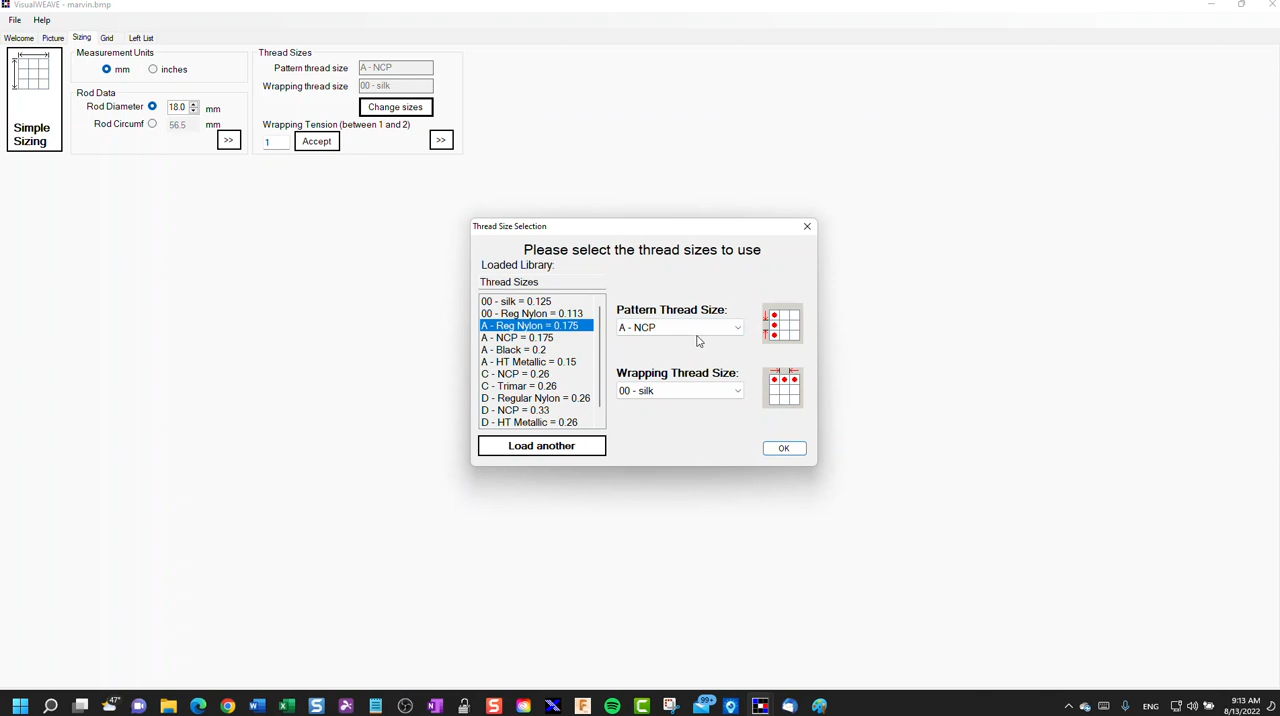 VisualWEAVE - marvin.bmp
File Help
Welcome Picture Sizing Grid Left List
Measurement Units
mm inches
Rod Data
Rod Diameter 18.0 mm
Rod Circumf 56.5 mm
>>
Simple
Sizing
Thread Sizes
Pattern thread size A - NCP
Wrapping thread size 00 - silk
Change sizes
Wrapping Tension (between 1 and 2)
1 Accept >>
Thread Size Selection
Please select the thread sizes to use
Loaded Library:
Thread Sizes
00 - silk = 0.125
00 - Reg Nylon = 0.113
A - Reg Nylon = 0.175
A - NCP = 0.175
A - Black = 0.2
A - HT Metallic = 0.15
C - NCP = 0.26
C - Trimar = 0.26
D - Regular Nylon = 0.26
D - NCP = 0.33
D - HT Metallic = 0.26
Load another
Pattern Thread Size:
A - NCP
Wrapping Thread Size:
00 - silk
OK
47°
99+
ENG
9:13 AM
8/13/2022